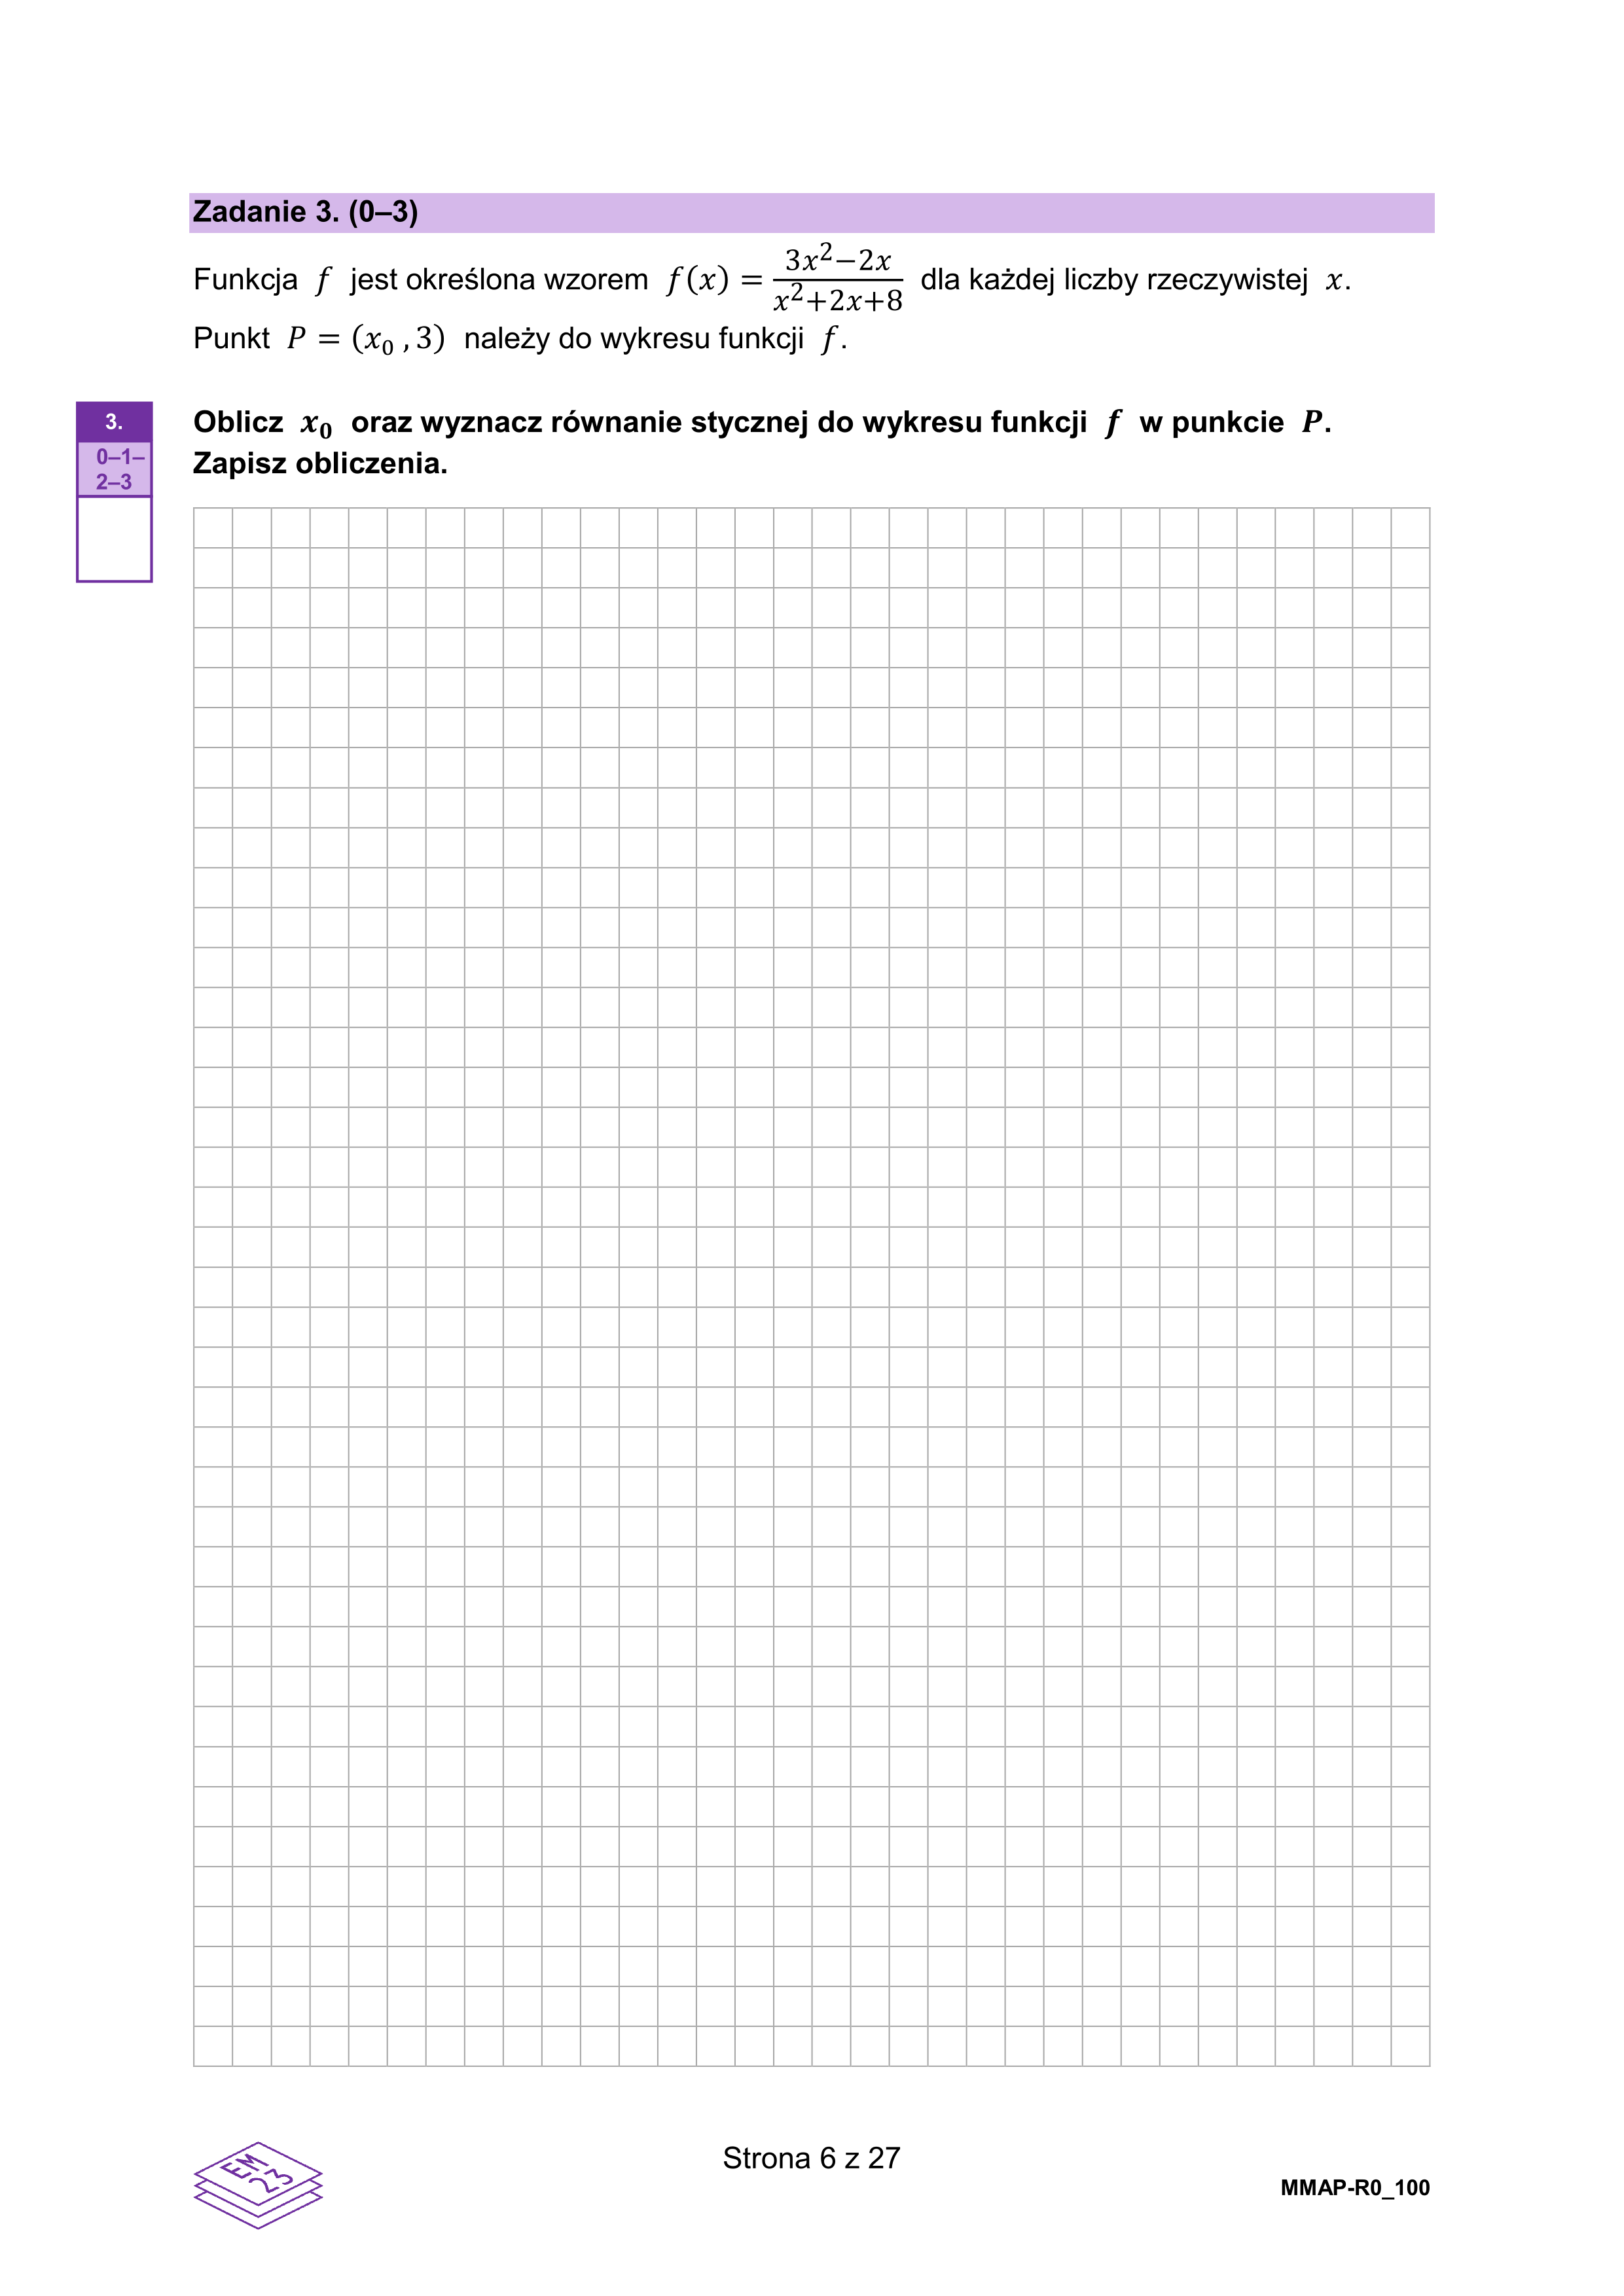 Zadanie 3. (0–3)
Funkcja f jest określona wzorem f(x) = \frac{3x^2−2x}{x^2+2x+8} dla każdej liczby rzeczywistej x.
Punkt P = (x_0 , 3) należy do wykresu funkcji f.
3.
0–1–
2–3
Oblicz x_0 oraz wyznacz równanie stycznej do wykresu funkcji f w punkcie P.
Zapisz obliczenia.
EM
23
Strona 6 z 27
MMAP-R0_100